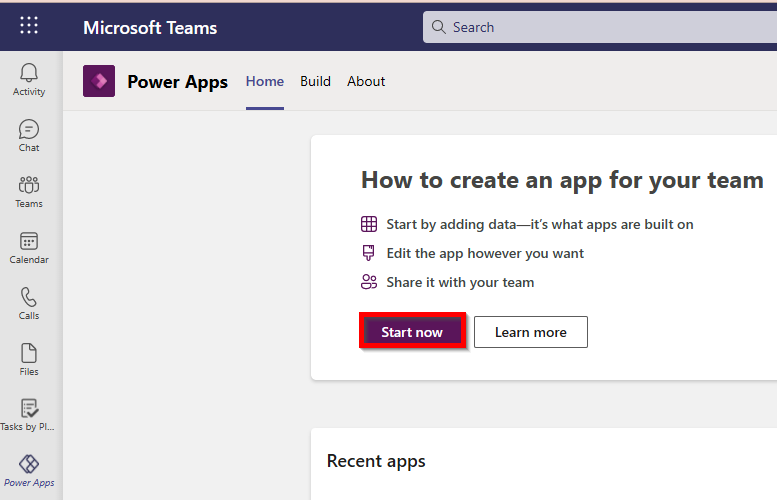 Microsoft Teams
Search
Activity
Chat
Teams
Calendar
Calls
Files
Tasks by Pl...
Power Apps
Power Apps
Home
Build
About
How to create an app for your team
Start by adding data—it's what apps are built on
Edit the app however you want
Share it with your team
Start now
Learn more
Recent apps